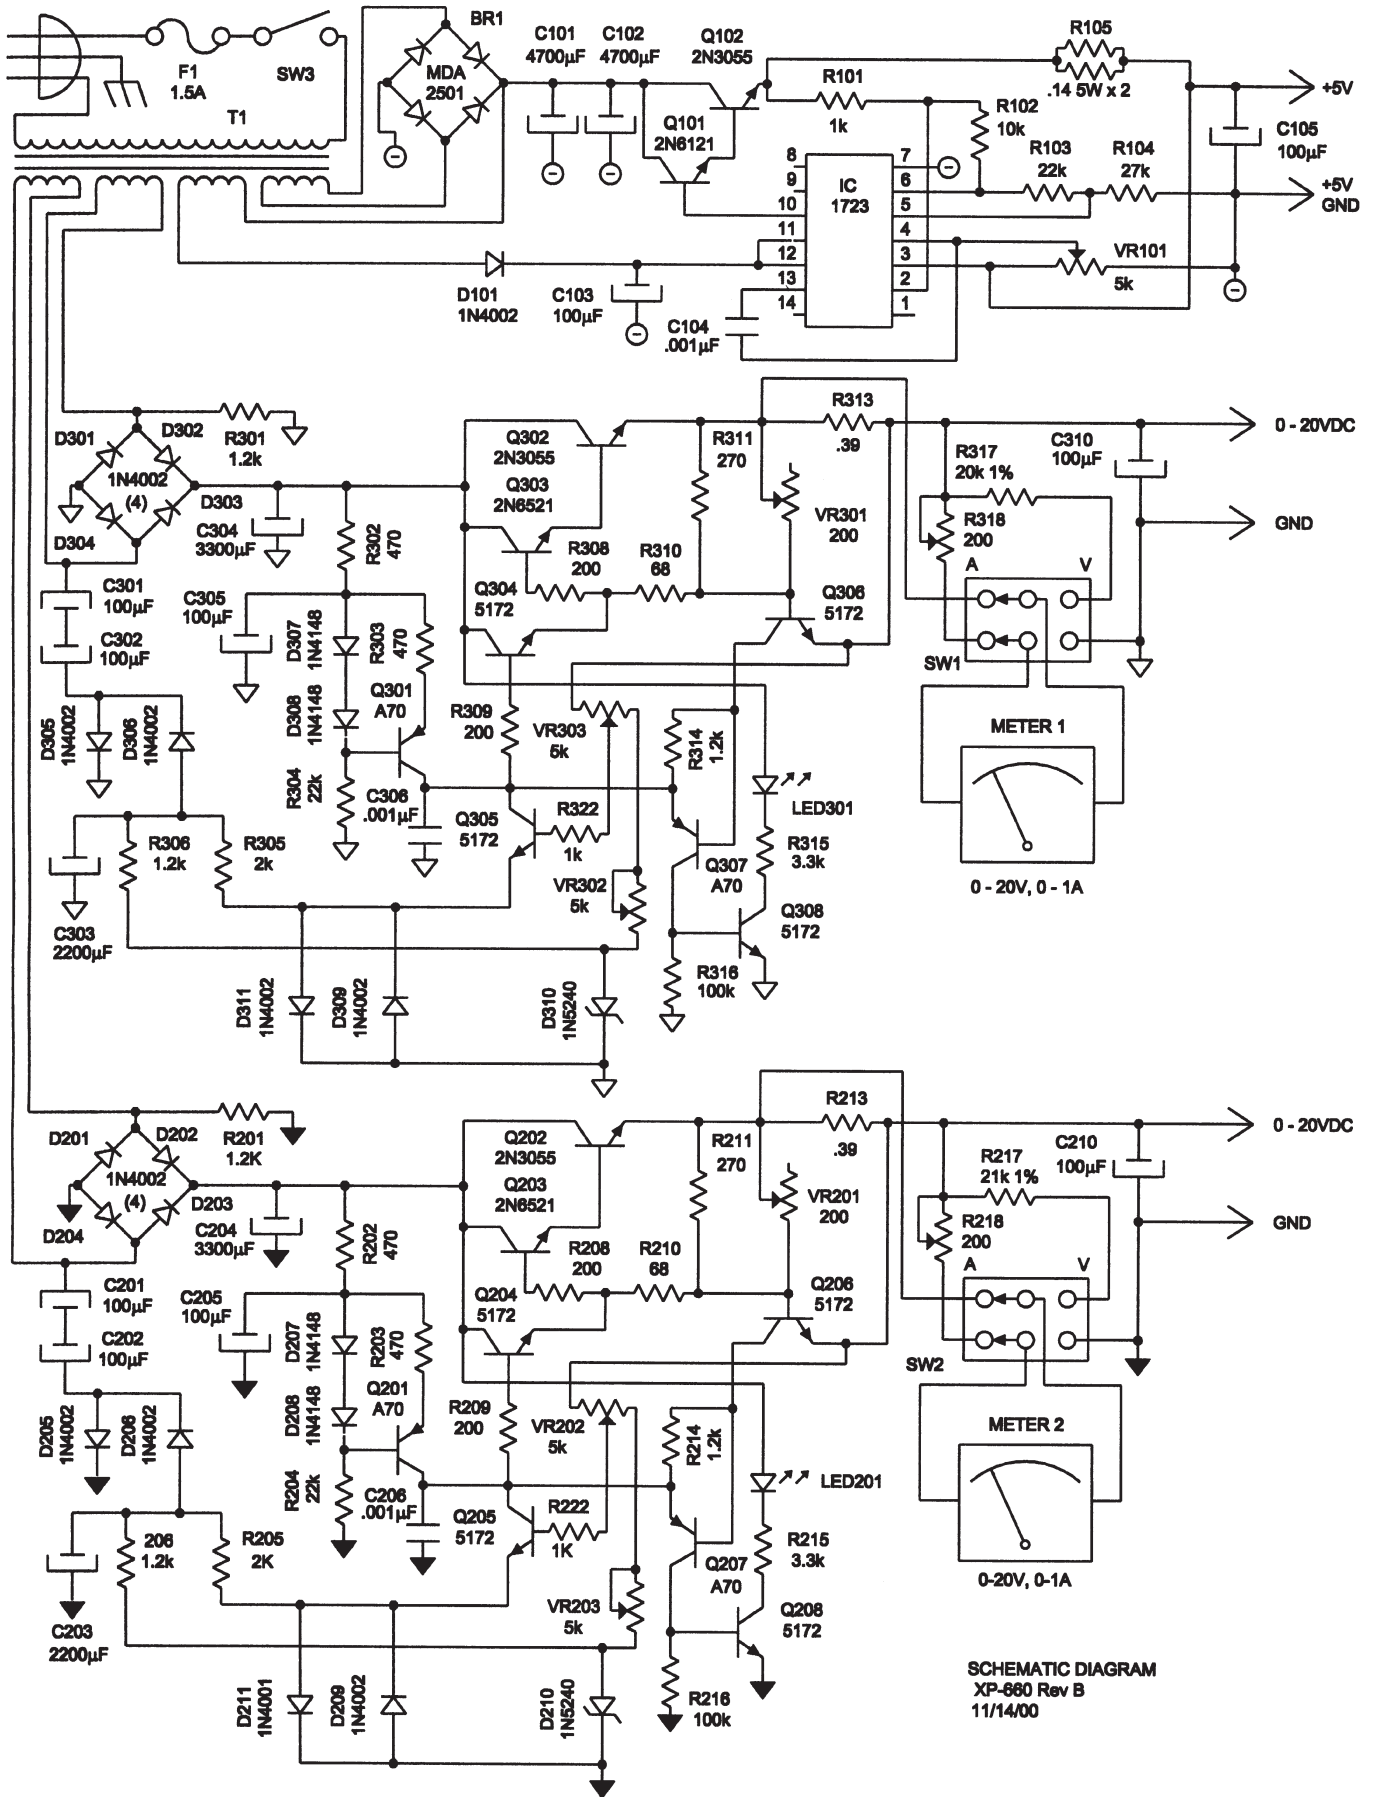 F1
1.5A
SW3
T1
BR1
MDA
2501
C101
4700µF
C102
4700µF
Q102
2N3055
Q101
2N6121
R101
1k
R105
.14 5W x 2
R102
10k
R103
22k
R104
27k
C105
100µF
+5V
+5V
GND
IC
1723
8
9
10
11
12
13
14
7
6
5
4
3
2
1
VR101
5k
D101
1N4002
C103
100µF
C104
.001µF
D301
D302
1N4002
(4)
D303
D304
R301
1.2k
C304
3300µF
R302
470
Q302
2N3055
Q303
2N6521
R308
200
R310
68
R311
270
VR301
200
R313
.39
R317
20k 1%
R318
200
C310
100µF
0 - 20VDC
GND
A
V
SW1
C301
100µF
C302
100µF
C305
100µF
D307
1N4148
R303
470
Q304
5172
Q306
5172
D305
1N4002
D306
1N4002
D308
1N4148
Q301
A70
R309
200
VR303
5k
R314
1.2k
LED301
METER 1
0 - 20V, 0 - 1A
R304
22k
C306
.001µF
Q305
5172
R322
1k
R306
1.2k
R305
2k
VR302
5k
Q307
A70
R315
3.3k
Q308
5172
C303
2200µF
R316
100k
D311
1N4002
D309
1N4002
D310
1N5240
D201
D202
1N4002
(4)
D203
D204
R201
1.2K
C204
3300µF
R202
470
Q202
2N3055
Q203
2N6521
R208
200
R210
68
R211
270
VR201
200
R213
.39
R217
21k 1%
R218
200
C210
100µF
0 - 20VDC
GND
A
V
SW2
C201
100µF
C202
100µF
C205
100µF
D207
1N4148
R203
470
Q204
5172
Q206
5172
D205
1N4002
D206
1N4002
D208
1N4148
Q201
A70
R209
200
VR202
5k
R214
1.2k
LED201
METER 2
0-20V, 0-1A
R204
22k
C206
.001µF
Q205
5172
R222
1K
206
1.2k
R205
2K
VR203
5k
Q207
A70
R215
3.3k
Q208
5172
C203
2200µF
R216
100k
D211
1N4001
D209
1N4002
D210
1N5240
SCHEMATIC DIAGRAM
XP-660 Rev B
11/14/00